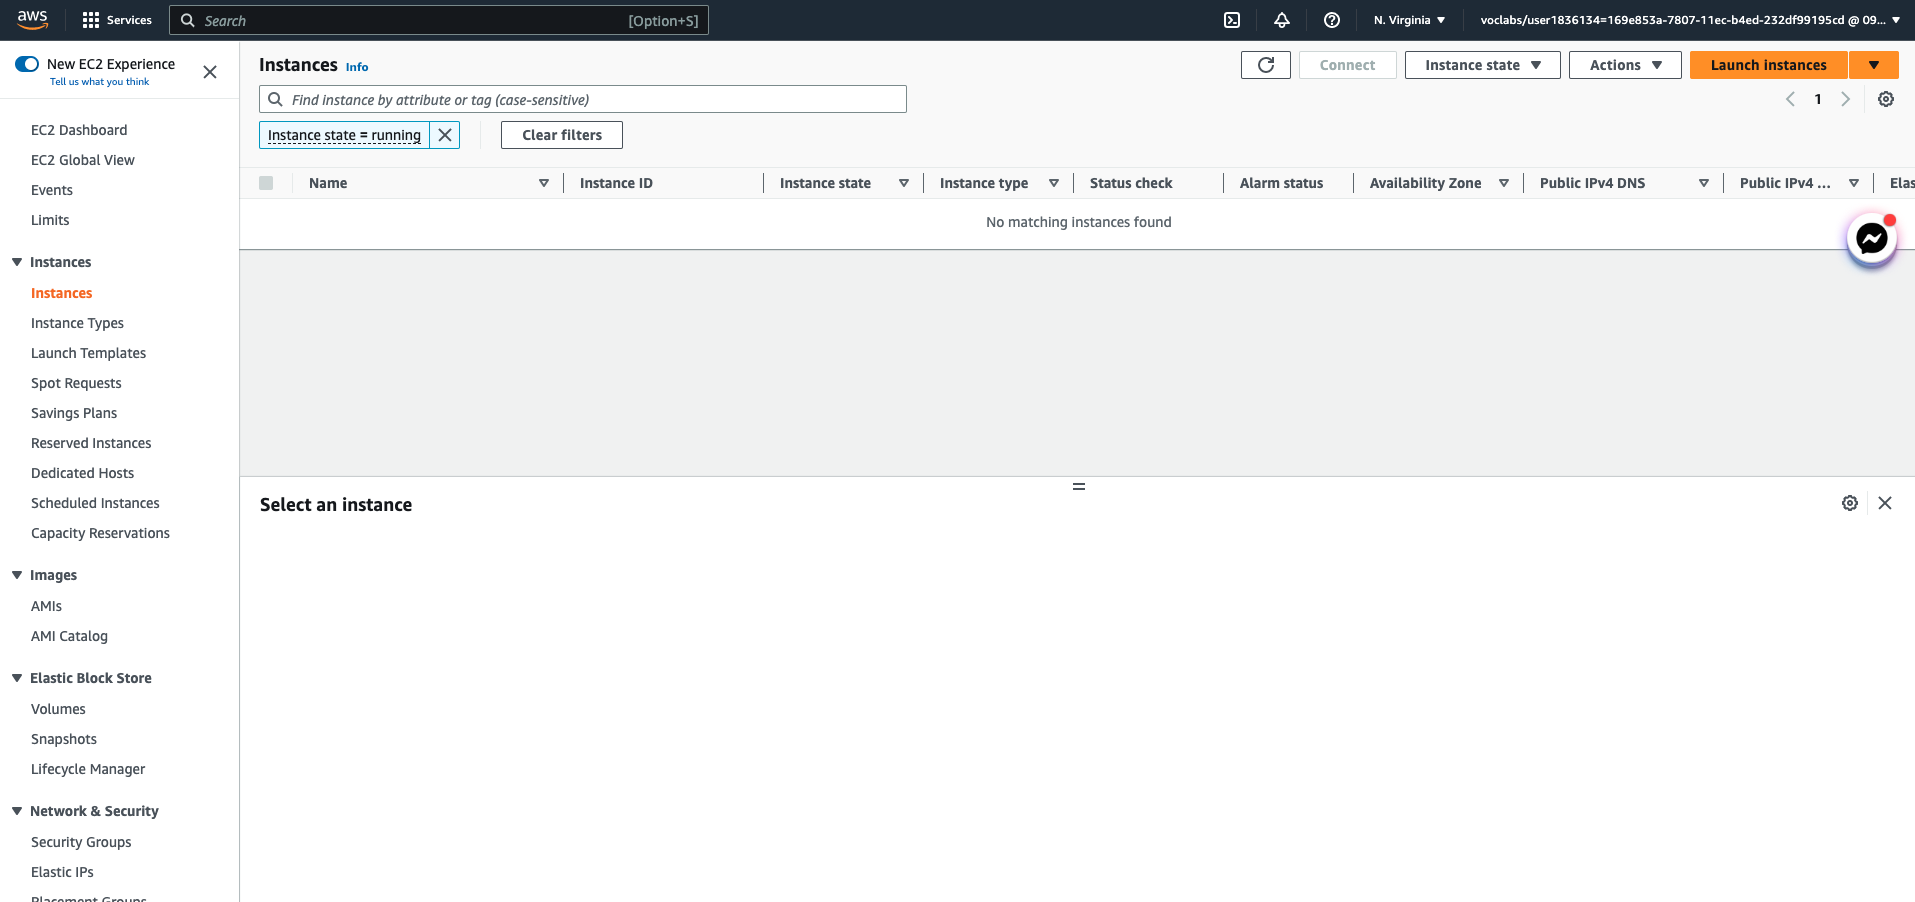 aws
Services
Search
[Option+S]
N. Virginia
voclabs/user1836134=169e853a-7807-11ec-b4ed-232df99195cd @ 09...
New EC2 Experience
Tell us what you think
EC2 Dashboard
EC2 Global View
Events
Limits
Instances
Instances
Instance Types
Launch Templates
Spot Requests
Savings Plans
Reserved Instances
Dedicated Hosts
Scheduled Instances
Capacity Reservations
Images
AMIs
AMI Catalog
Elastic Block Store
Volumes
Snapshots
Lifecycle Manager
Network & Security
Security Groups
Elastic IPs
Placement Groups
Instances Info
Connect
Instance state
Actions
Launch instances
Find instance by attribute or tag (case-sensitive)
1
Instance state = running
Clear filters
Name
Instance ID
Instance state
Instance type
Status check
Alarm status
Availability Zone
Public IPv4 DNS
Public IPv4 ...
Elas
No matching instances found
Select an instance